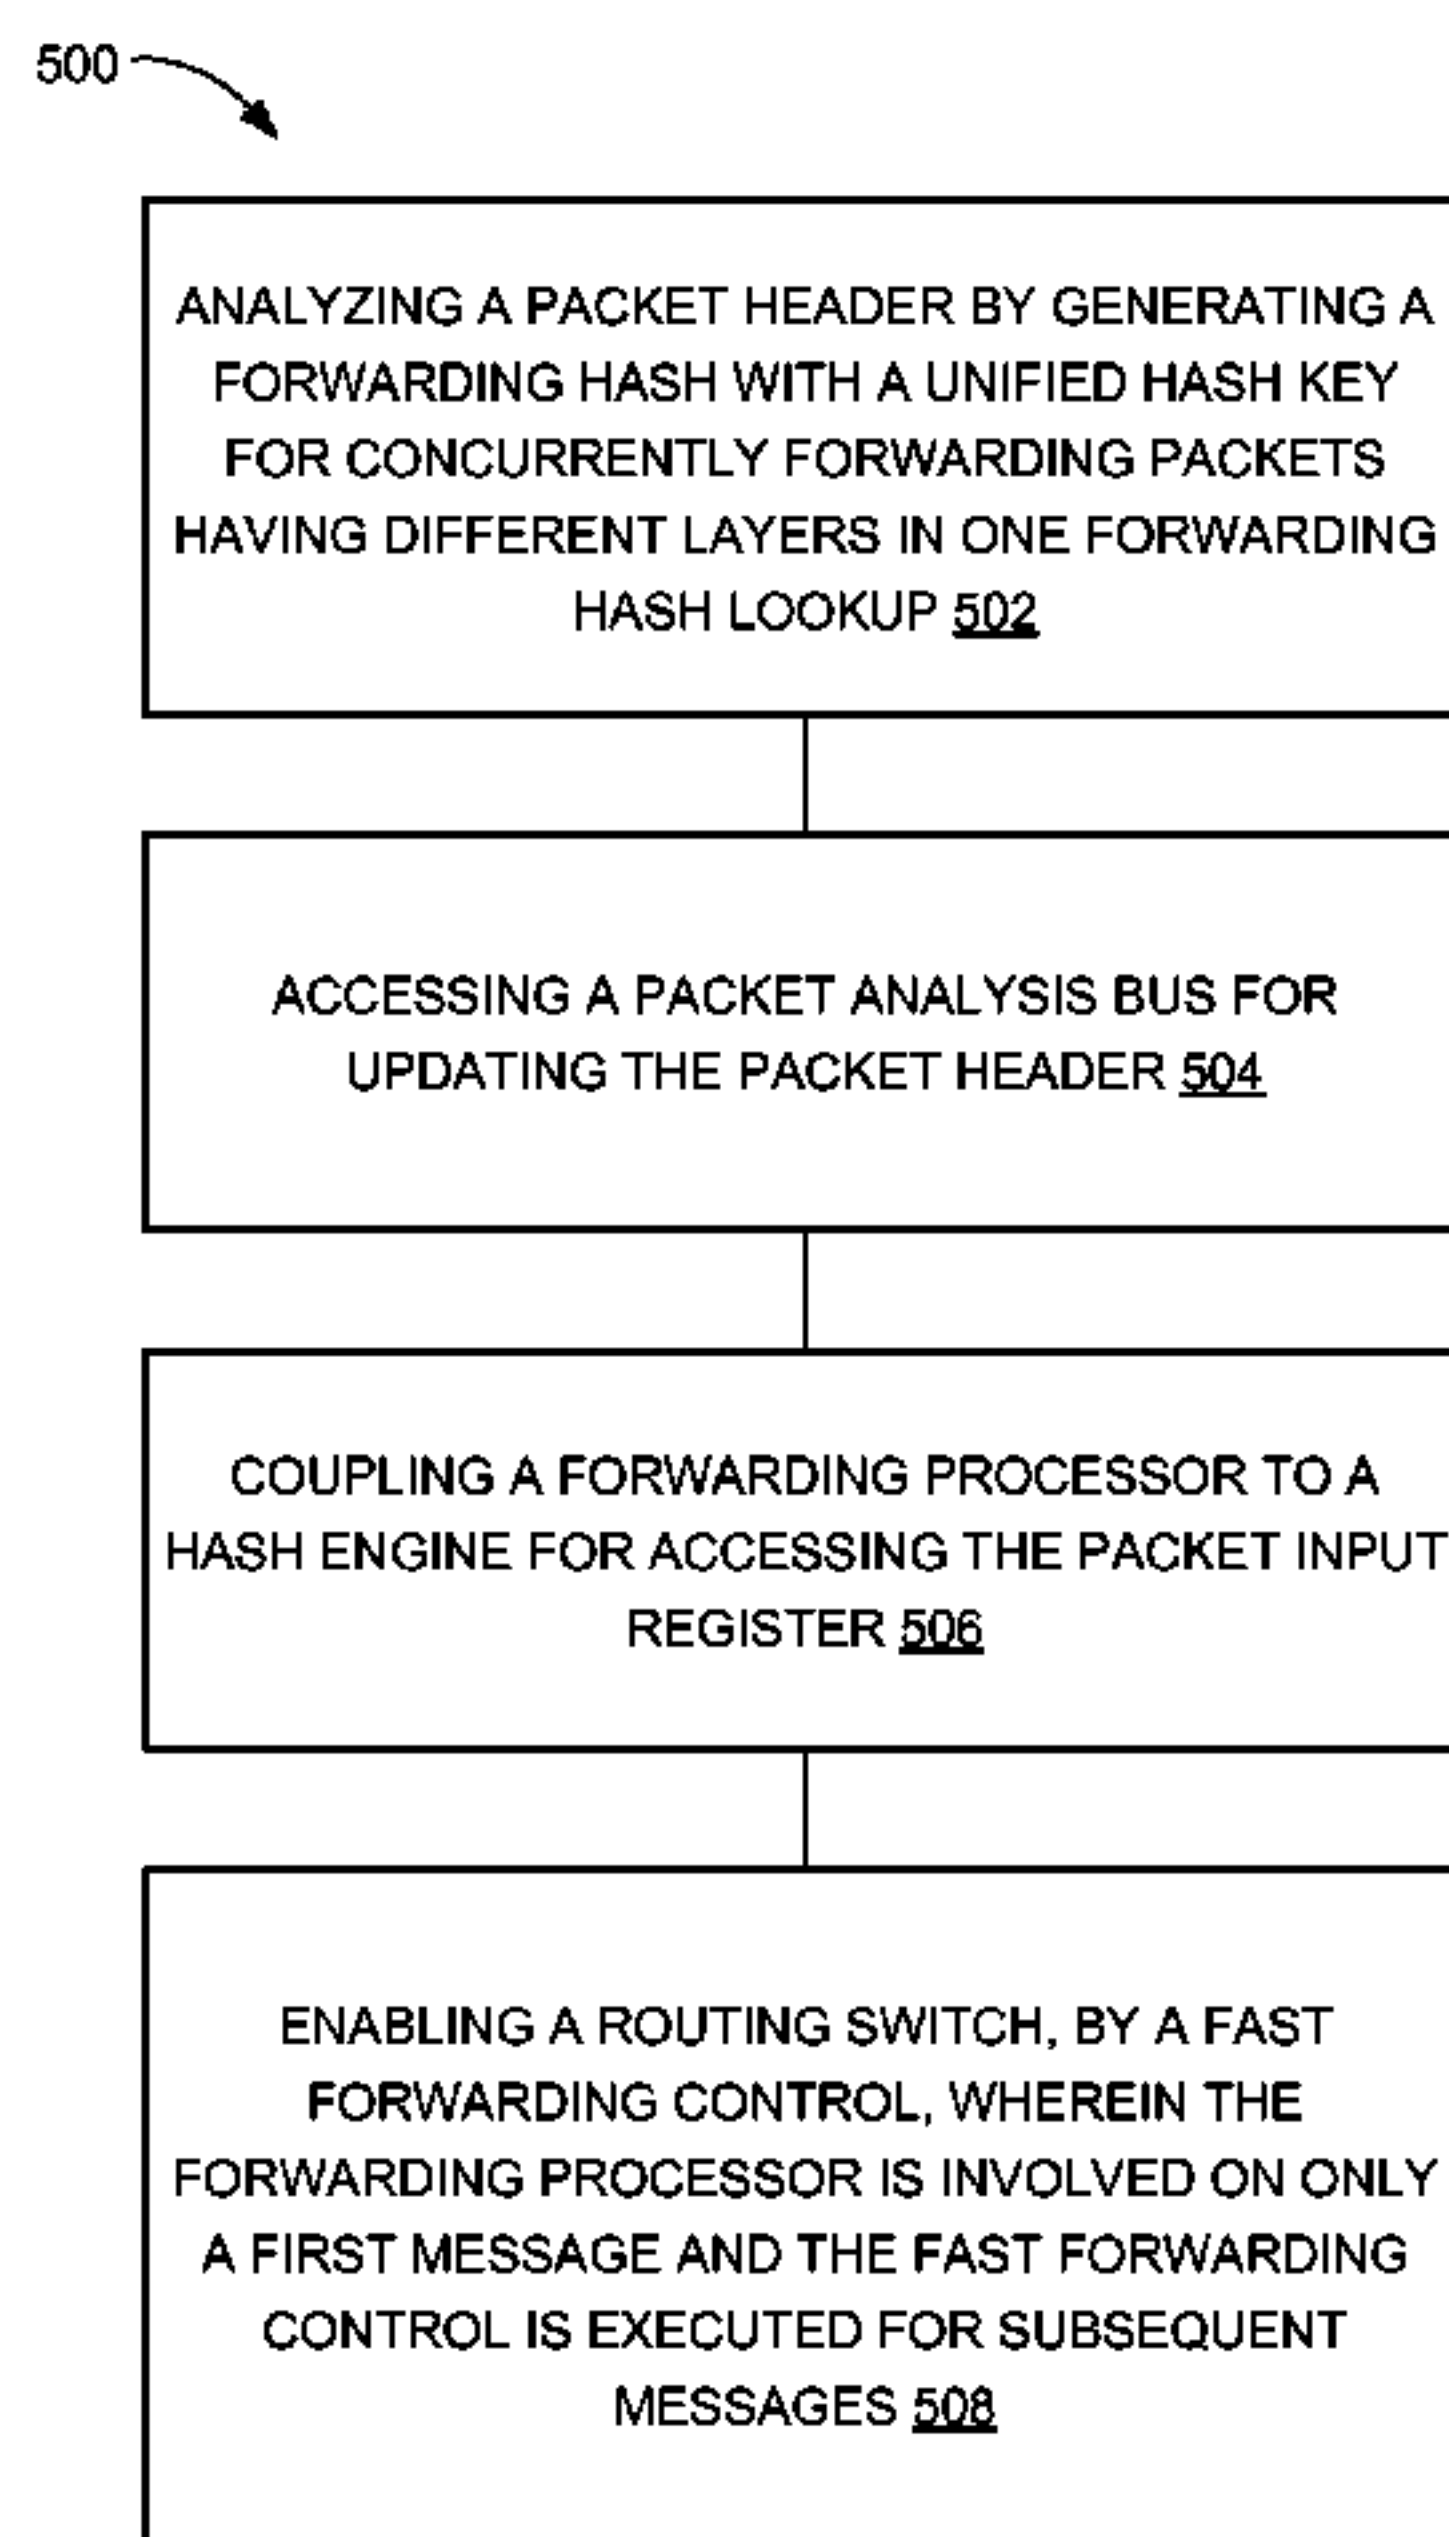 500
ANALYZING A PACKET HEADER BY GENERATING A
FORWARDING HASH WITH A UNIFIED HASH KEY
FOR CONCURRENTLY FORWARDING PACKETS
HAVING DIFFERENT LAYERS IN ONE FORWARDING
HASH LOOKUP 502
ACCESSING A PACKET ANALYSIS BUS FOR
UPDATING THE PACKET HEADER 504
COUPLING A FORWARDING PROCESSOR TO A
HASH ENGINE FOR ACCESSING THE PACKET INPUT
REGISTER 506
ENABLING A ROUTING SWITCH, BY A FAST
FORWARDING CONTROL, WHEREIN THE
FORWARDING PROCESSOR IS INVOLVED ON ONLY
A FIRST MESSAGE AND THE FAST FORWARDING
CONTROL IS EXECUTED FOR SUBSEQUENT
MESSAGES 508